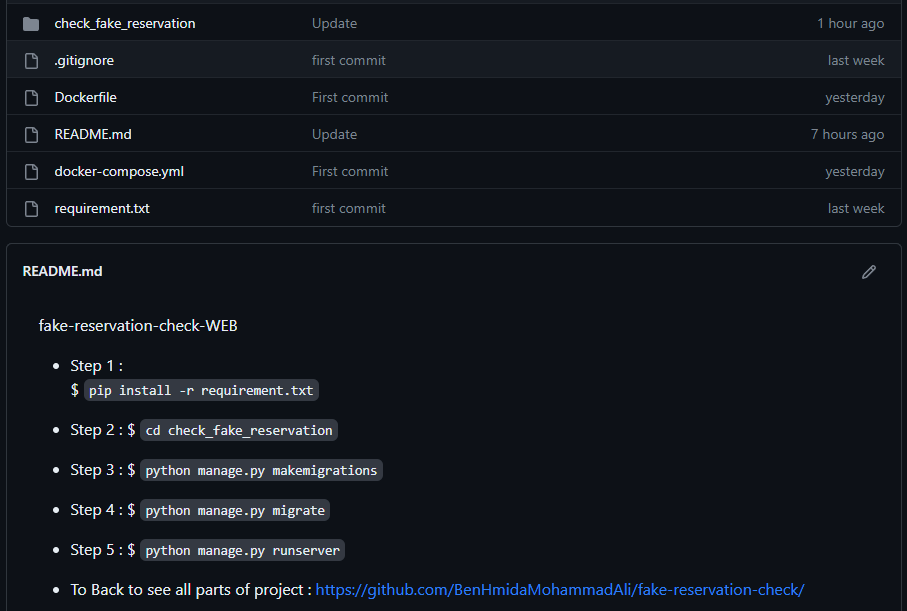 check_fake_reservation Update 1 hour ago
.gitignore first commit last week
Dockerfile First commit yesterday
README.md Update 7 hours ago
docker-compose.yml First commit yesterday
requirement.txt first commit last week
README.md
fake-reservation-check-WEB
• Step 1 :
$ pip install -r requirement.txt
• Step 2 : $ cd check_fake_reservation
• Step 3 : $ python manage.py makemigrations
• Step 4 : $ python manage.py migrate
• Step 5 : $ python manage.py runserver
• To Back to see all parts of project : https://github.com/BenHmidaMohammadAli/fake-reservation-check/